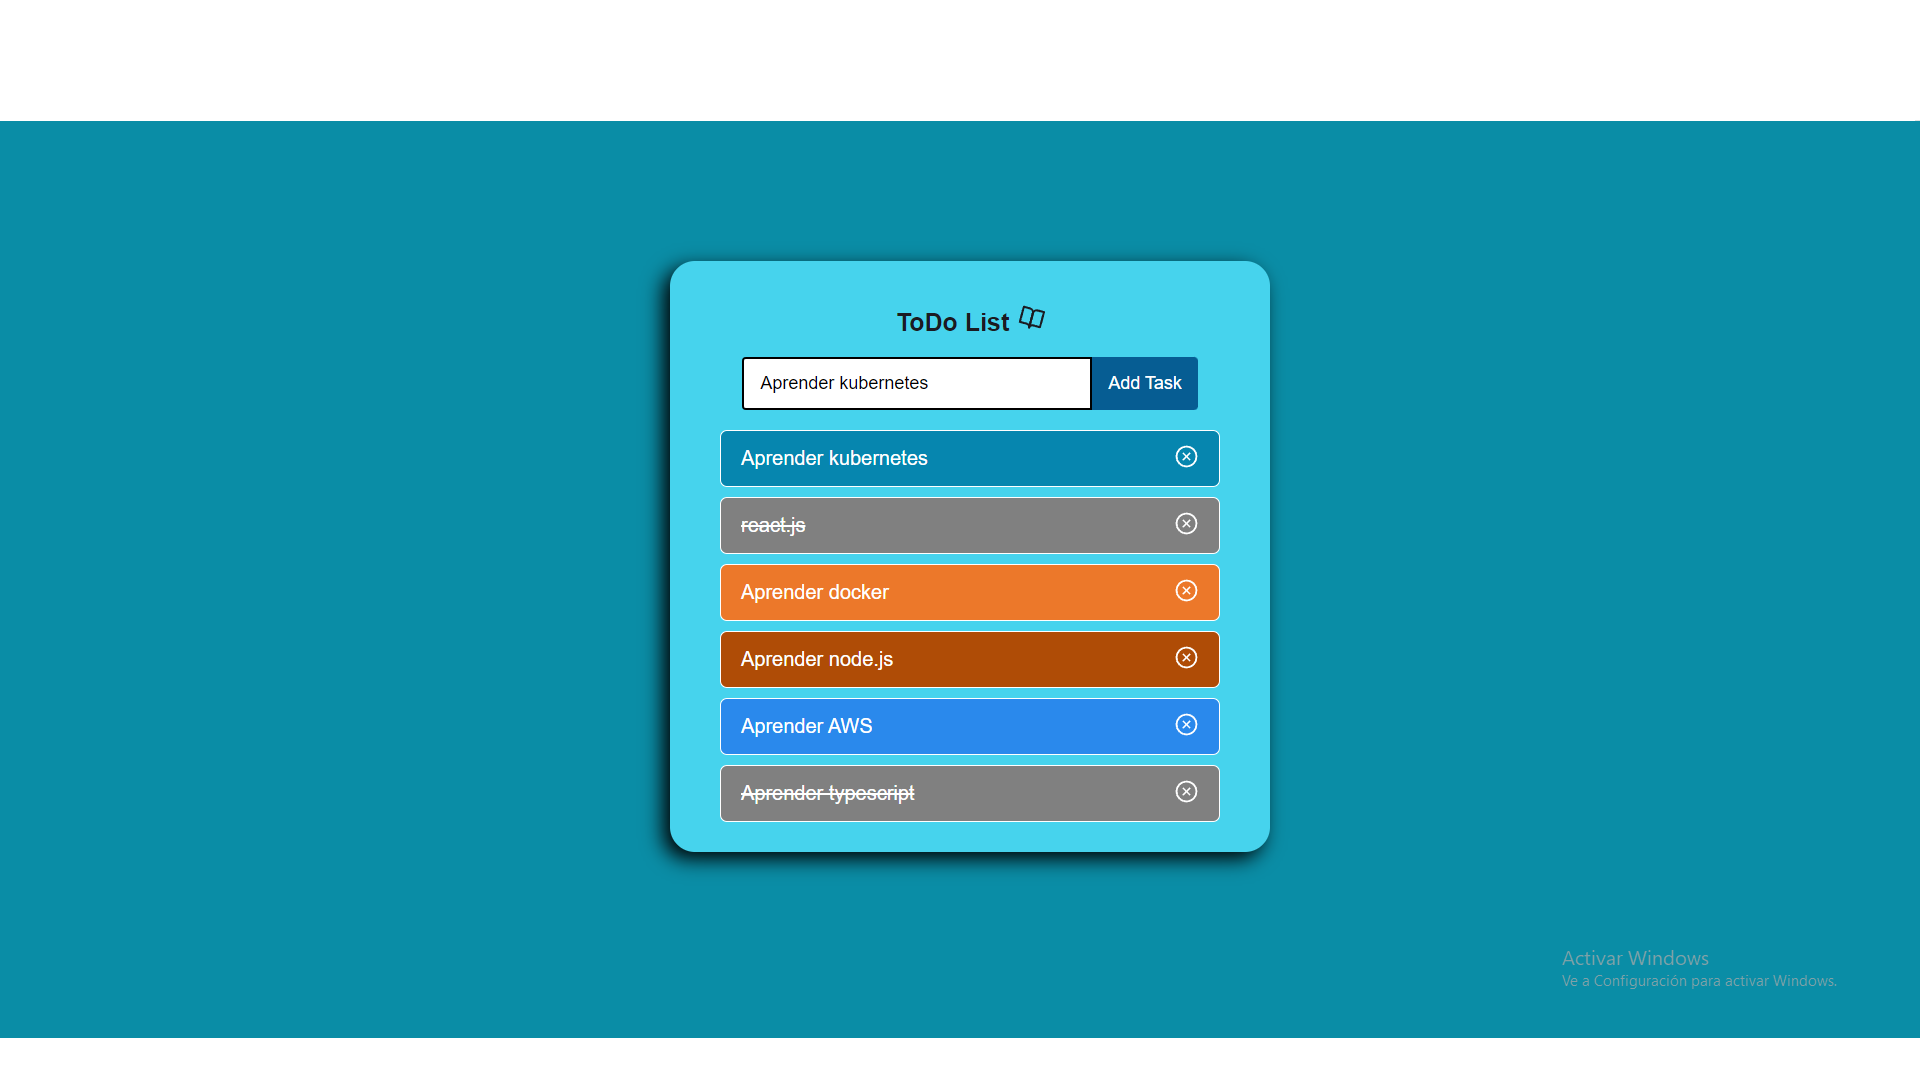 ToDo List
Aprender kubernetes
Add Task
Aprender kubernetes
react.js
Aprender docker
Aprender node.js
Aprender AWS
Aprender typescript
Activar Windows
Ve a Configuración para activar Windows.